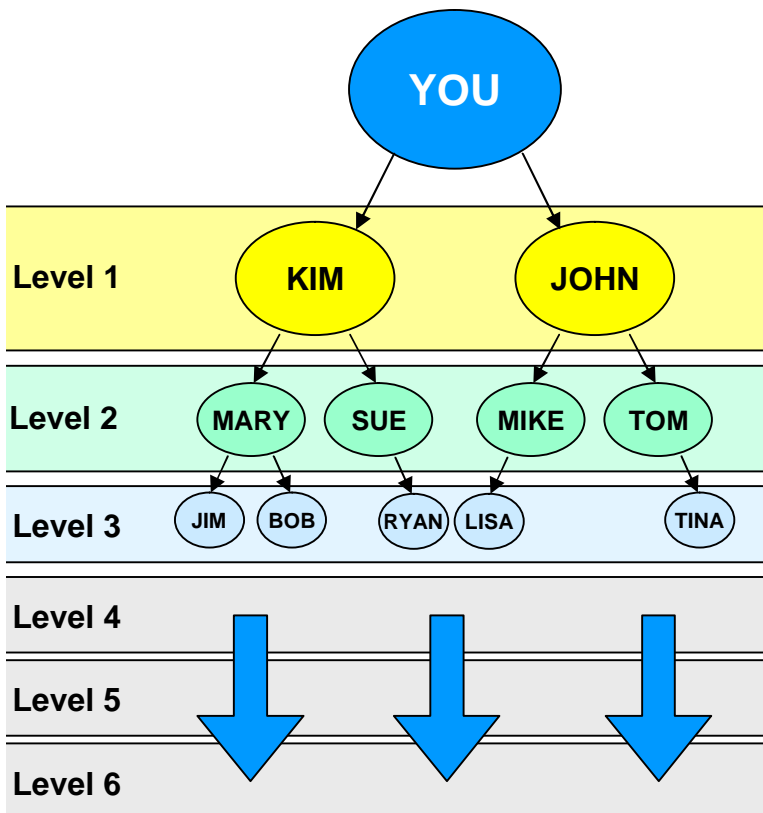 YOU
Level 1
KIM
JOHN
Level 2
MARY
SUE
MIKE
TOM
Level 3
JIM
BOB
RYAN
LISA
TINA
Level 4
Level 5
Level 6